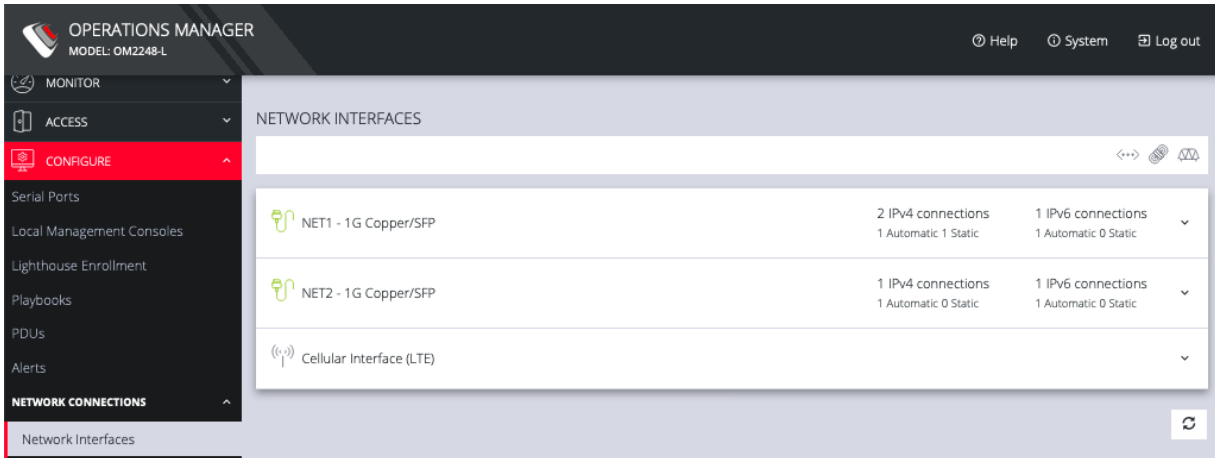 OPERATIONS MANAGER
MODEL: OM2248-L
Help
System
Log out
MONITOR
ACCESS
CONFIGURE
Serial Ports
Local Management Consoles
Lighthouse Enrollment
Playbooks
PDUs
Alerts
NETWORK CONNECTIONS
Network Interfaces
NETWORK INTERFACES
NET1 - 1G Copper/SFP
2 IPv4 connections
1 Automatic 1 Static
1 IPv6 connections
1 Automatic 0 Static
NET2 - 1G Copper/SFP
1 IPv4 connections
1 Automatic 0 Static
1 IPv6 connections
1 Automatic 0 Static
Cellular Interface (LTE)